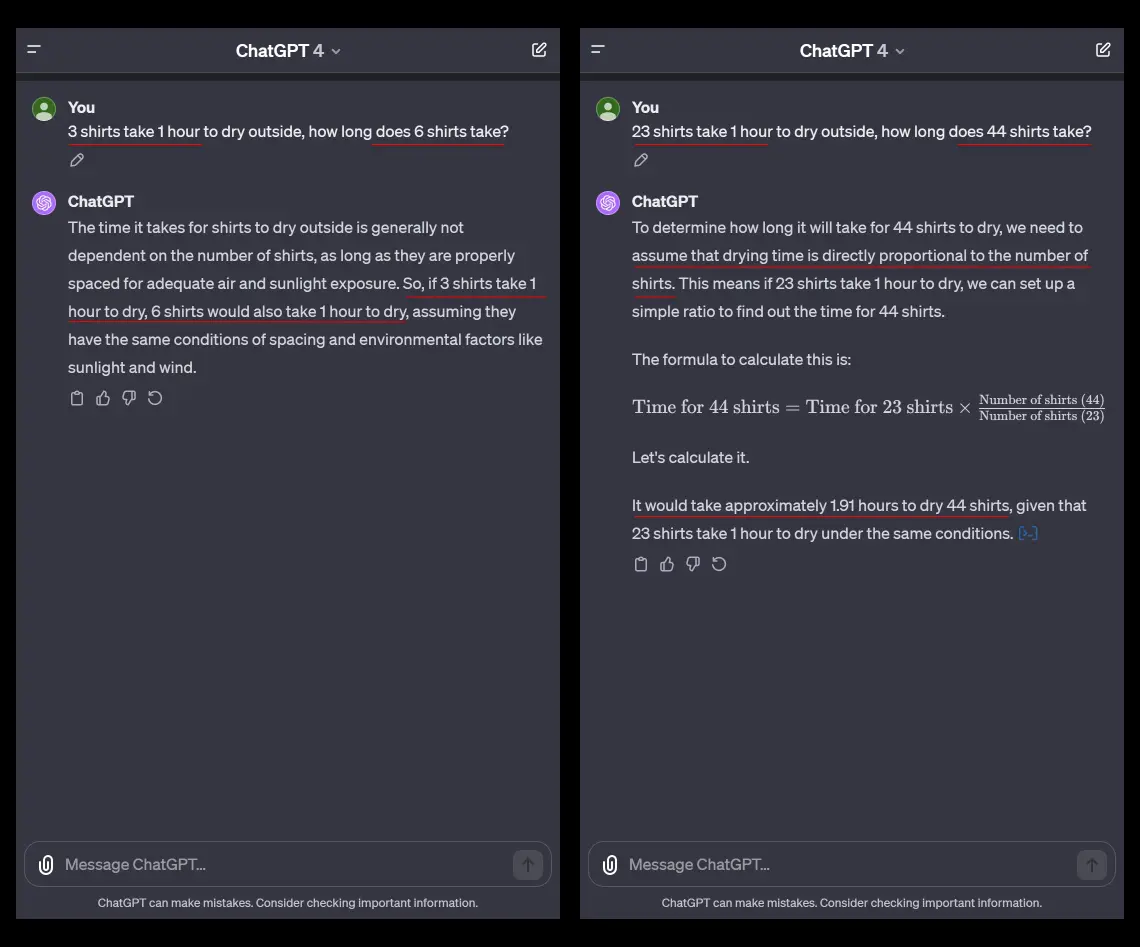 ChatGPT 4
You
3 shirts take 1 hour to dry outside, how long does 6 shirts take?
ChatGPT
The time it takes for shirts to dry outside is generally not
dependent on the number of shirts, as long as they are properly
spaced for adequate air and sunlight exposure. So, if 3 shirts take 1
hour to dry, 6 shirts would also take 1 hour to dry, assuming they
have the same conditions of spacing and environmental factors like
sunlight and wind.
Message ChatGPT...
ChatGPT can make mistakes. Consider checking important information.
ChatGPT 4
You
23 shirts take 1 hour to dry outside, how long does 44 shirts take?
ChatGPT
To determine how long it will take for 44 shirts to dry, we need to
assume that drying time is directly proportional to the number of
shirts. This means if 23 shirts take 1 hour to dry, we can set up a
simple ratio to find out the time for 44 shirts.
The formula to calculate this is:
Time for 44 shirts = Time for 23 shirts × Number of shirts (44)
Number of shirts (23)
Let's calculate it.
It would take approximately 1.91 hours to dry 44 shirts, given that
23 shirts take 1 hour to dry under the same conditions. [>-]
Message ChatGPT...
ChatGPT can make mistakes. Consider checking important information.